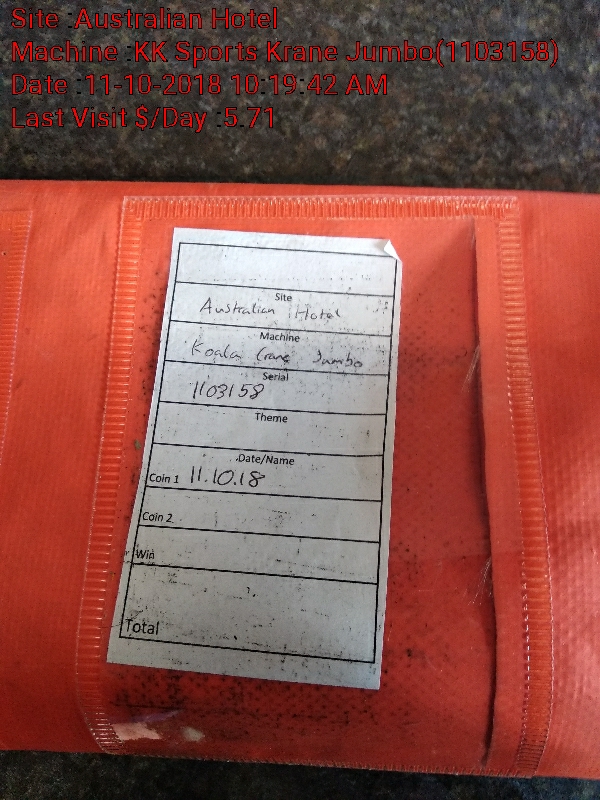 Site :Australian Hotel
Machine :KK Sports Krane Jumbo(1103158)
Date :11-10-2018 10:19:42 AM
Last Visit $/Day :5.71
Site
Australian Hotel
Machine
Koala Crane Jumbo
Serial
1103158
Theme
Date/Name
Coin 1 11.10.18
Coin 2
Win
Total